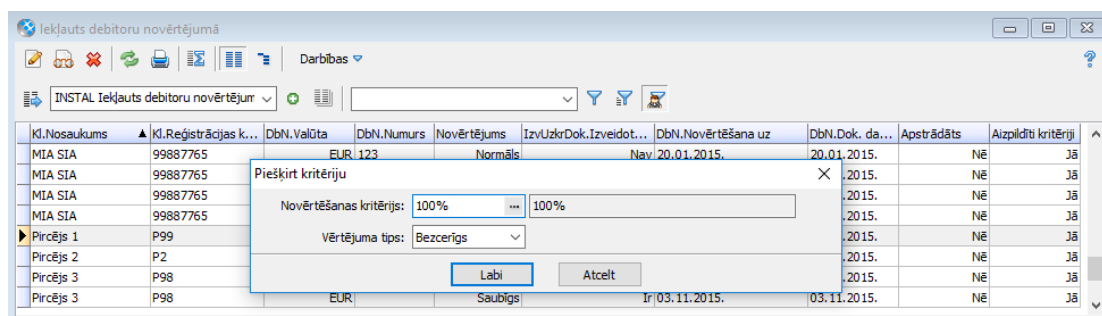 Iekļauts debitoru novērtējumā
Darbības
INSTAL Iekļauts debitoru novērtējum
Kl.Nosaukums Kl.Reģistrācijas k... DbN.Valūta DbN.Numurs Novērtējums IzvUzkrDok.Izveidot... DbN.Novērtēšana uz DbN.Dok. da... Apstrādāts Aizpildīti kritēriji
MIA SIA 99887765 EUR 123 Normāls Nav 20.01.2015. 20.01.2015. Nē Jā
MIA SIA 99887765 .2015. Nē Jā
MIA SIA 99887765 .2015. Nē Jā
MIA SIA 99887765 .2015. Nē Jā
Pircējs 1 P99 .2015. Nē Jā
Pircējs 2 P2 .2015. Nē Jā
Pircējs 3 P98 .2015. Nē Jā
Pircējs 3 P98 EUR Saubīgs Ir 03.11.2015. 03.11.2015. Nē Jā
Piešķirt kritēriju
Novērtēšanas kritērijs: 100% ... 100%
Vērtējuma tips: Bezcerīgs
Labi Atcelt